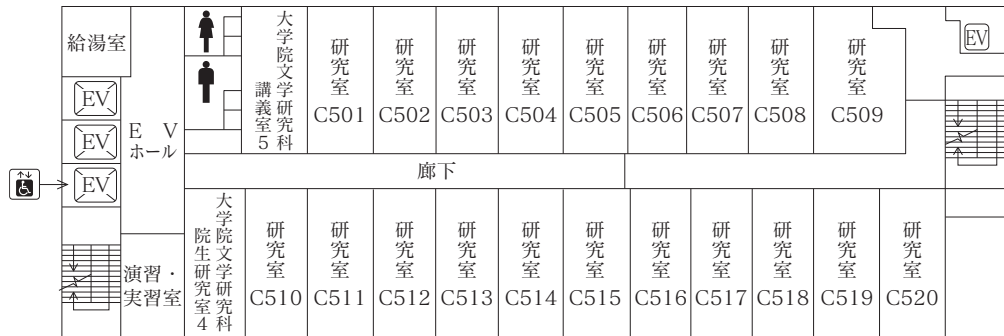 給湯室
EV
EV
EV
EV
ホール
大学院文学研究科
講義室5
研究室
C501
研究室
C502
研究室
C503
研究室
C504
研究室
C505
研究室
C506
研究室
C507
研究室
C508
研究室
C509
EV
廊下
演習・
実習室
大学院文学研究科
院生研究室4
研究室
C510
研究室
C511
研究室
C512
研究室
C513
研究室
C514
研究室
C515
研究室
C516
研究室
C517
研究室
C518
研究室
C519
研究室
C520